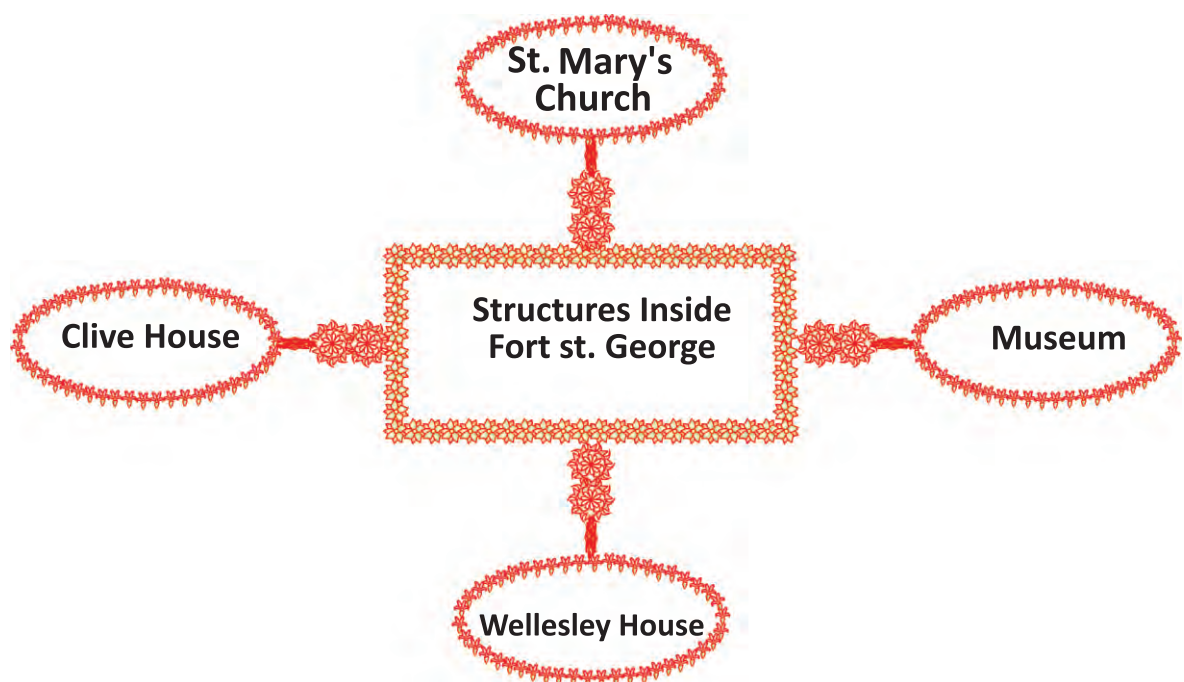 St. Mary's
Church
Clive House
Structures Inside
Fort st. George
Museum
Wellesley House